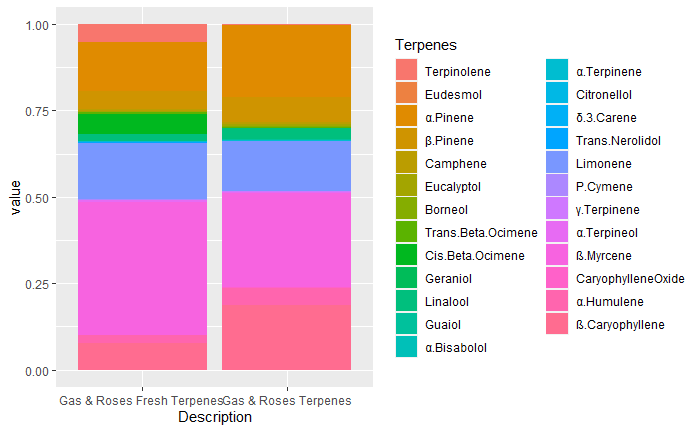 1.00
0.75
0.50
0.25
0.00
value
Gas & Roses Fresh Terpenes
Gas & Roses Terpenes
Description
Terpenes
Terpinolene
Eudesmol
α.Pinene
β.Pinene
Camphene
Eucalyptol
Borneol
Trans.Beta.Ocimene
Cis.Beta.Ocimene
Geraniol
Linalool
Guaiol
α.Bisabolol
α.Terpinene
Citronellol
δ.3.Carene
Trans.Nerolidol
Limonene
P.Cymene
γ.Terpinene
α.Terpineol
ß.Myrcene
CaryophylleneOxide
α.Humulene
ß.Caryophyllene